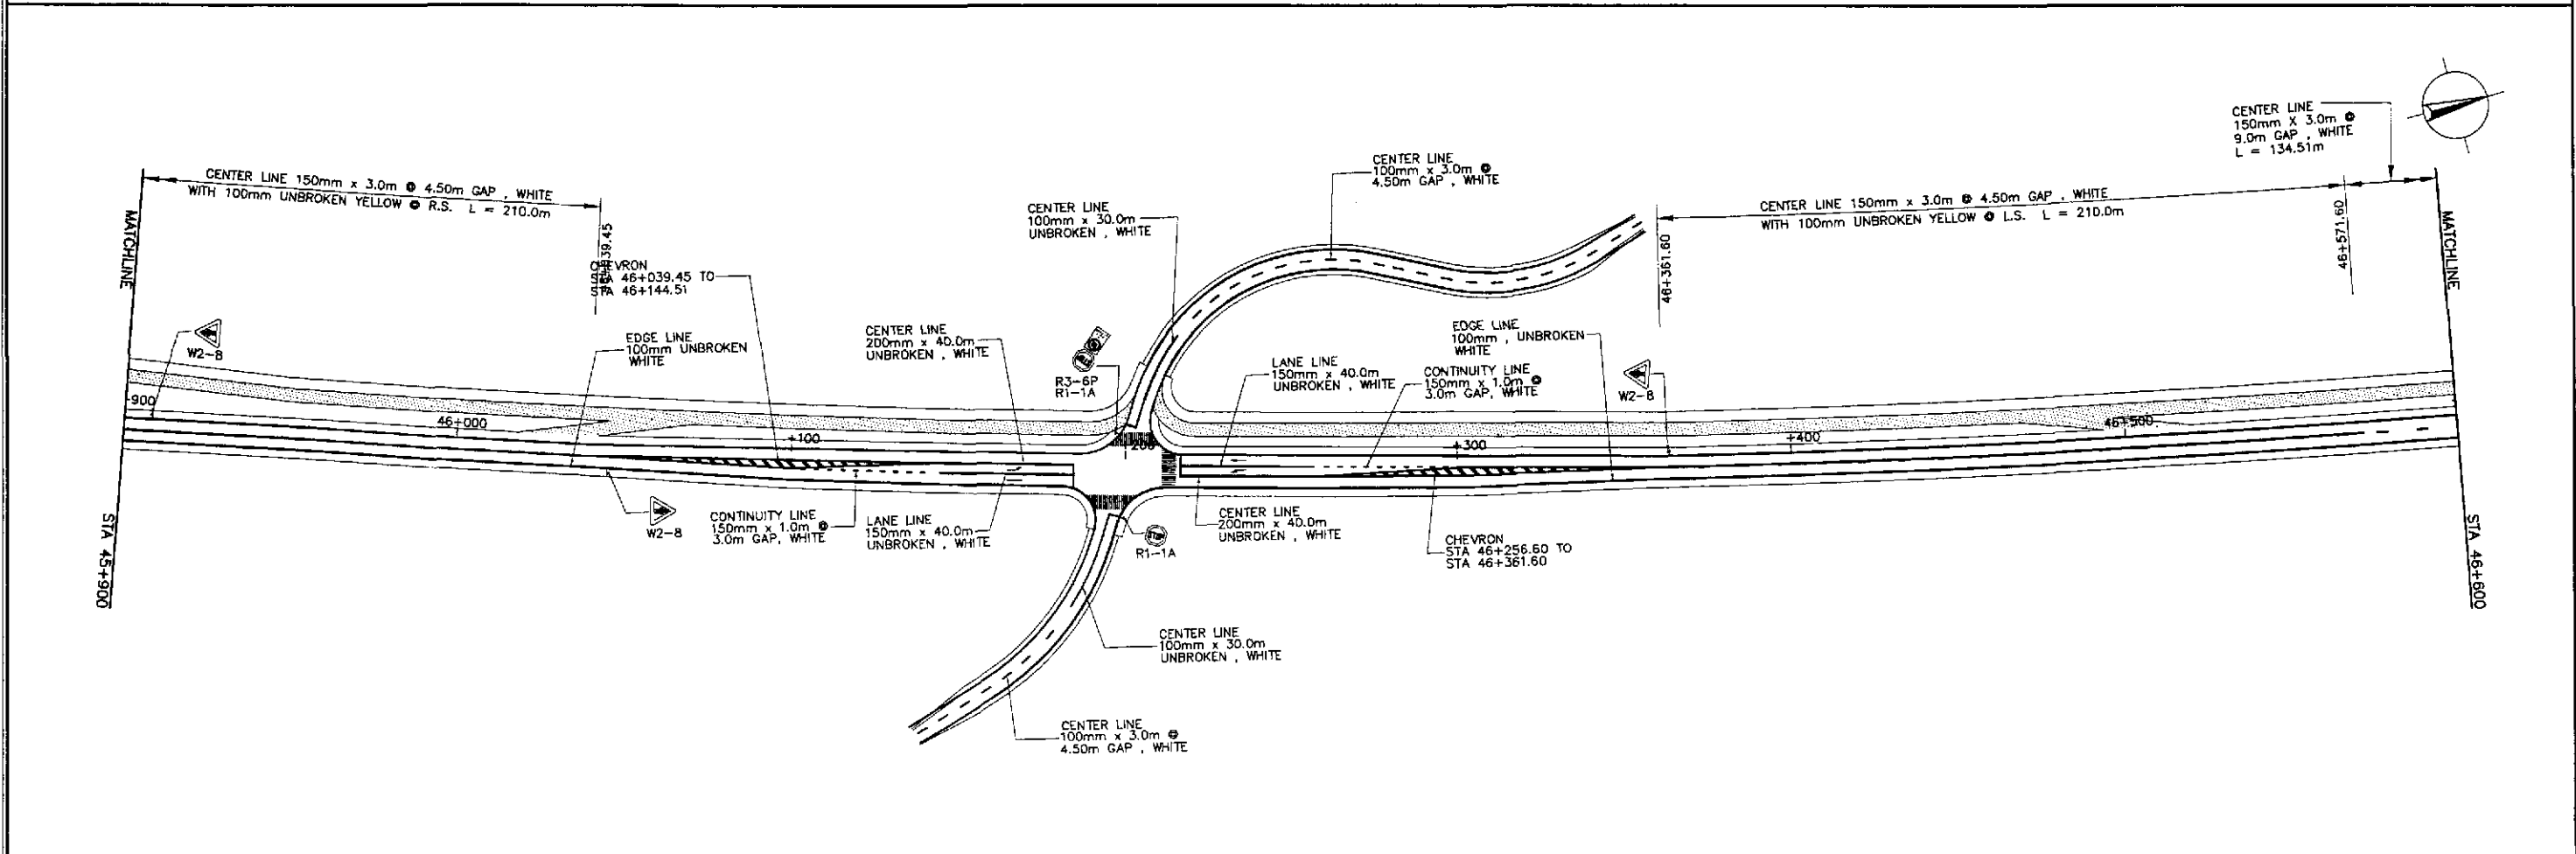 CENTER LINE
150mm X 3.0m @
9.0m GAP , WHITE
L = 134.51m
CENTER LINE
100mm x 3.0m @
4.50m GAP , WHITE
CENTER LINE 150mm x 3.0m @ 4.50m GAP , WHITE
WITH 100mm UNBROKEN YELLOW @ R.S. L = 210.0m
CENTER LINE 150mm x 3.0m @ 4.50m GAP , WHITE
WITH 100mm UNBROKEN YELLOW @ L.S. L = 210.0m
CENTER LINE
100mm x 30.0m
UNBROKEN , WHITE
MATCHLINE
MATCHLINE
46+361.60
46+571.60
CHEVRON
STA 46+039.45 TO
STA 46+144.51
EDGE LINE
100mm UNBROKEN
WHITE
CENTER LINE
200mm x 40.0m
UNBROKEN , WHITE
EDGE LINE
100mm , UNBROKEN
WHITE
LANE LINE
150mm x 40.0m
UNBROKEN , WHITE
CONTINUITY LINE
150mm x 1.0m @
3.0m GAP, WHITE
W2-8
R3-6P
R1-1A
W2-8
900
46+000
+100
200
+300
+400
46+500
CONTINUITY LINE
150mm x 1.0m @
3.0m GAP, WHITE
LANE LINE
150mm x 40.0m
UNBROKEN , WHITE
W2-8
STOP
R1-1A
CENTER LINE
200mm x 40.0m
UNBROKEN , WHITE
CHEVRON
STA 46+256.60 TO
STA 46+361.60
STA 45+900
STA 46+600
CENTER LINE
100mm x 30.0m
UNBROKEN , WHITE
CENTER LINE
100mm x 3.0m @
4.50m GAP , WHITE